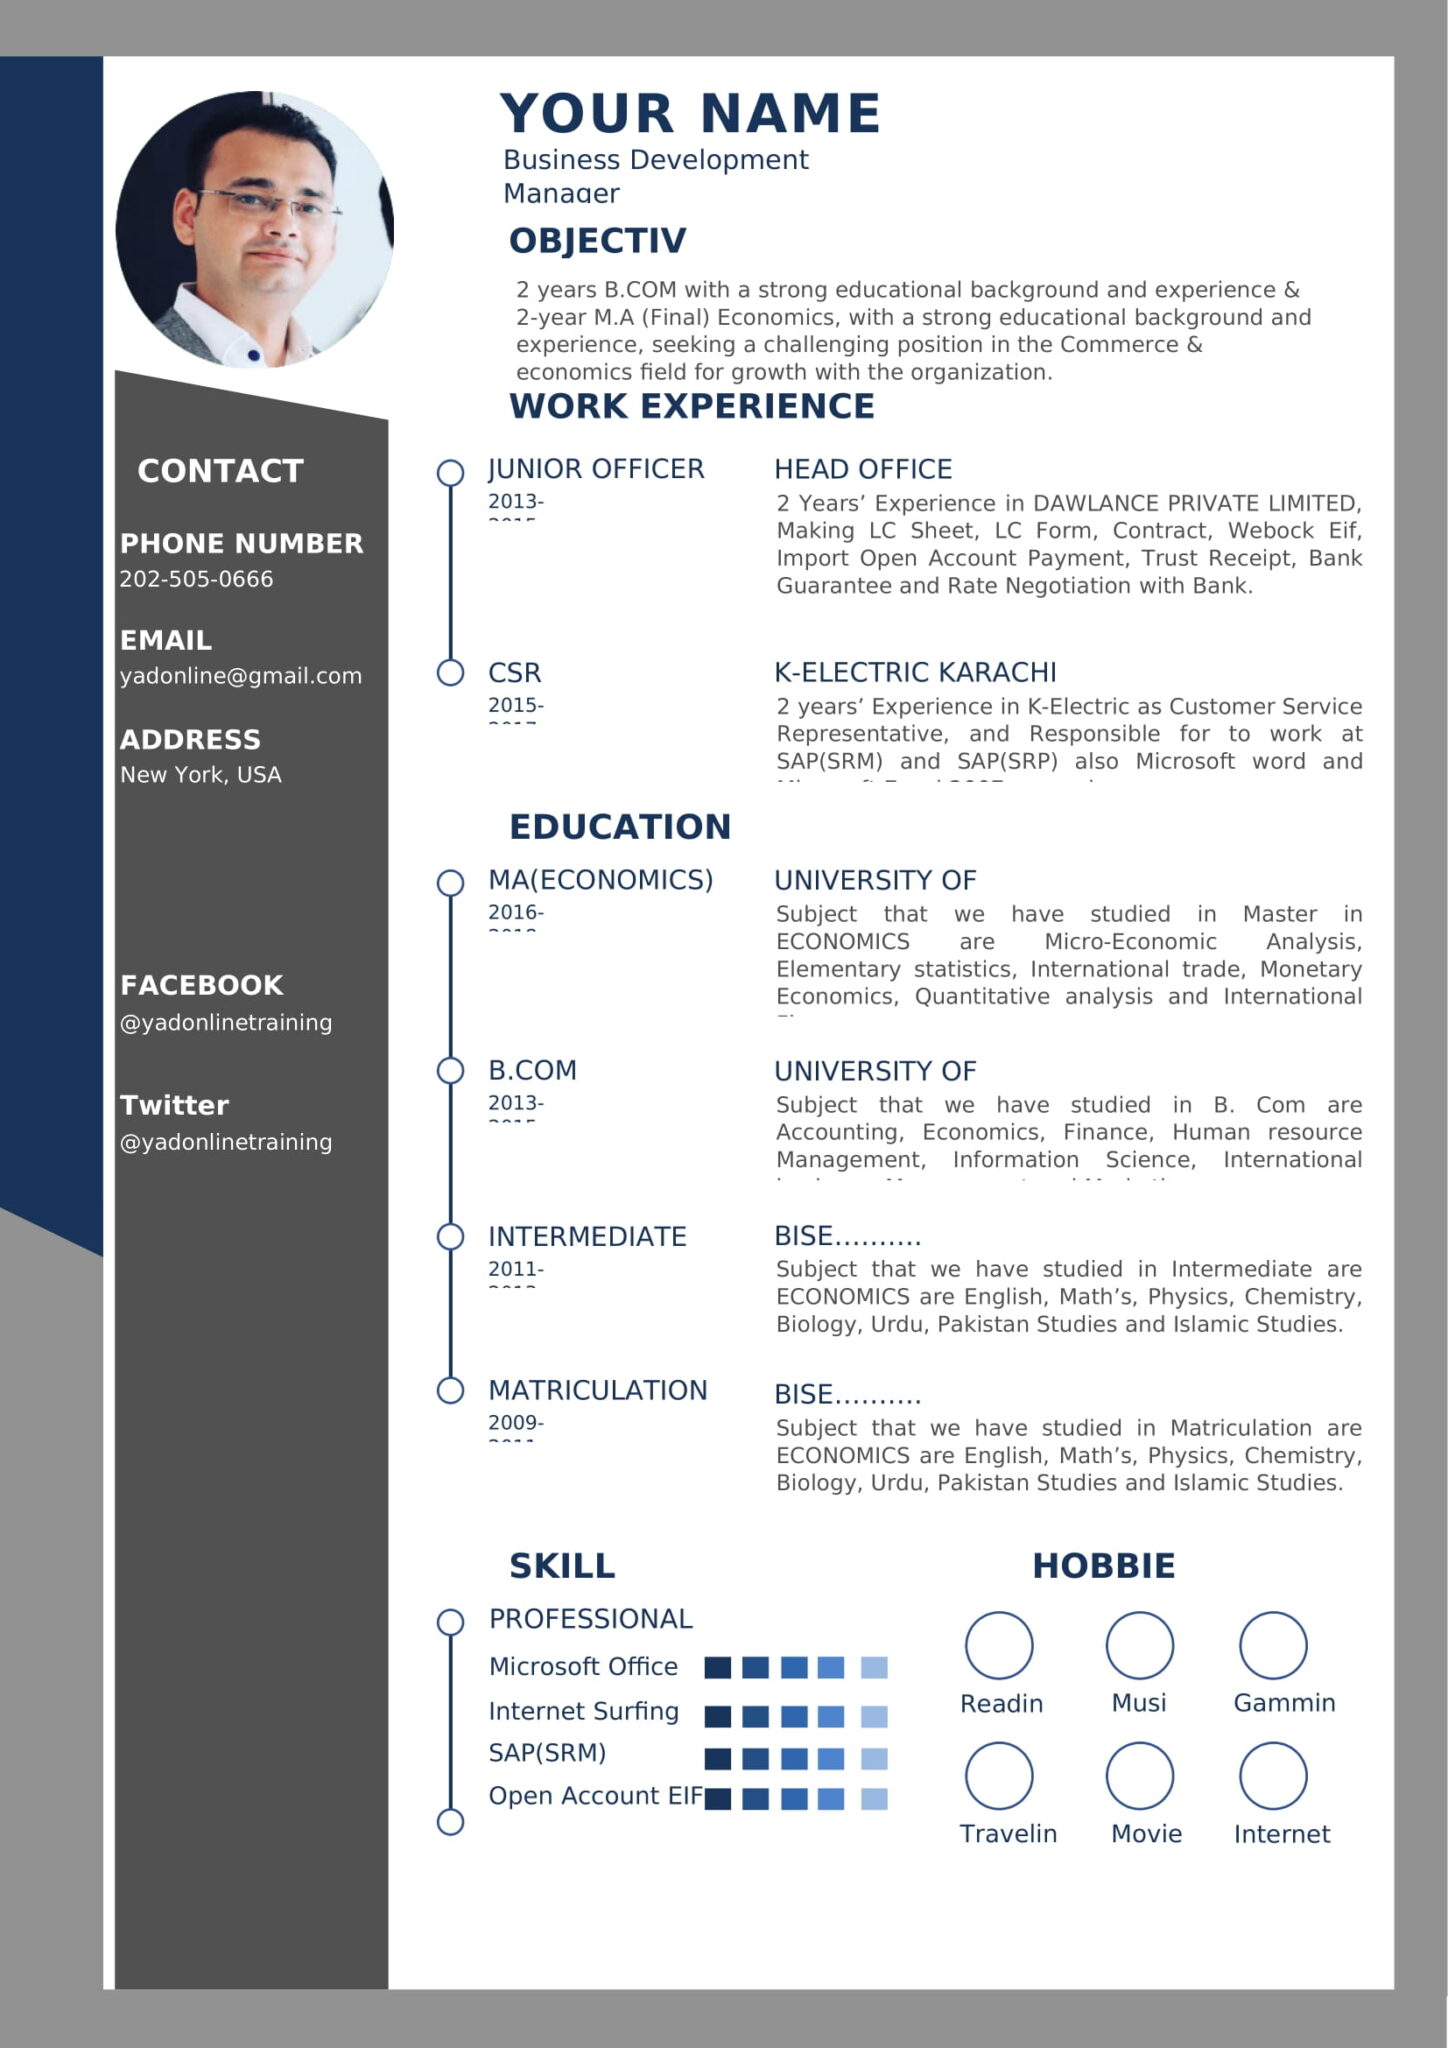 YOUR NAME
Business Development
Manager
OBJECTIV
2 years B.COM with a strong educational background and experience &
2-year M.A (Final) Economics, with a strong educational background and
experience, seeking a challenging position in the Commerce &
economics field for growth with the organization.
CONTACT
PHONE NUMBER
202-505-0666
EMAIL
yadonline@gmail.com
ADDRESS
New York, USA
FACEBOOK
@yadonlinetraining
Twitter
@yadonlinetraining
WORK EXPERIENCE
JUNIOR OFFICER
2013-
HEAD OFFICE
2 Years’ Experience in DAWLANCE PRIVATE LIMITED,
Making LC Sheet, LC Form, Contract, Webock Eif,
Import Open Account Payment, Trust Receipt, Bank
Guarantee and Rate Negotiation with Bank.
CSR
2015-
K-ELECTRIC KARACHI
2 years’ Experience in K-Electric as Customer Service
Representative, and Responsible for to work at
SAP(SRM) and SAP(SRP) also Microsoft word and
EDUCATION
MA(ECONOMICS)
2016-
UNIVERSITY OF
Subject that we have studied in Master in
ECONOMICS are Micro-Economic Analysis,
Elementary statistics, International trade, Monetary
Economics, Quantitative analysis and International
B.COM
2013-
UNIVERSITY OF
Subject that we have studied in B. Com are
Accounting, Economics, Finance, Human resource
Management, Information Science, International
INTERMEDIATE
2011-
BISE..........
Subject that we have studied in Intermediate are
ECONOMICS are English, Math’s, Physics, Chemistry,
Biology, Urdu, Pakistan Studies and Islamic Studies.
MATRICULATION
2009-
BISE..........
Subject that we have studied in Matriculation are
ECONOMICS are English, Math’s, Physics, Chemistry,
Biology, Urdu, Pakistan Studies and Islamic Studies.
SKILL
PROFESSIONAL
Microsoft Office
Internet Surfing
SAP(SRM)
Open Account EIF
HOBBIE
Readin
Musi
Gammin
Travelin
Movie
Internet